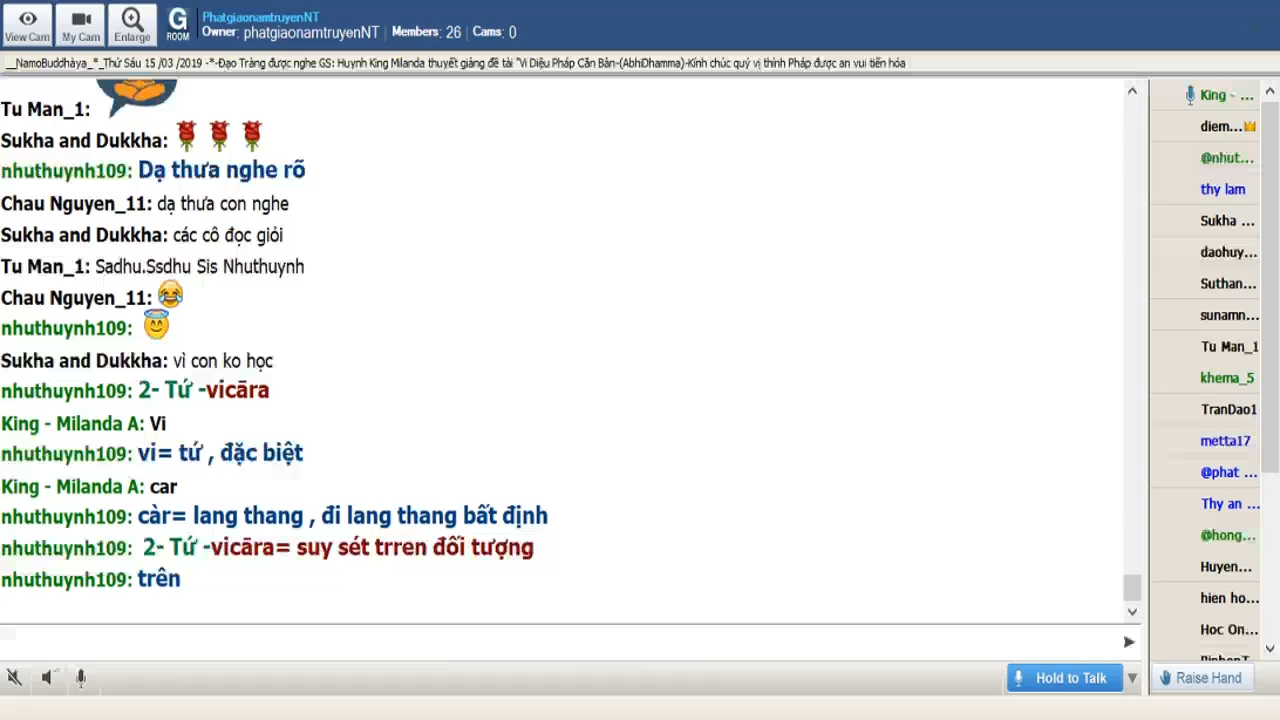 View Cam
My Cam
Enlarge
G
ROOM
PhatgiaonamtruyenNT
Owner: phatgiaonamtruyenNT | Members: 26 | Cams: 0
__NamoBuddhàya_*_Thứ Sáu 15 /03 /2019 -*-Đạo Tràng được nghe GS: Huynh King Milanda thuyết giảng đề tài "Vi Diệu Pháp Căn Bản-(AbhiDhamma)-Kính chúc quý vị thính Pháp được an vui tiến hóa
Tu Man_1:
Sukha and Dukkha:
nhuthuynh109: Dạ thưa nghe rõ
Chau Nguyen_11: dạ thưa con nghe
Sukha and Dukkha: các cô đọc giỏi
Tu Man_1: Sadhu.Ssdhu Sis Nhuthuynh
Chau Nguyen_11:
nhuthuynh109:
Sukha and Dukkha: vì con ko học
nhuthuynh109: 2- Tứ -vicāra
King - Milanda A: Vi
nhuthuynh109: vi= tứ , đặc biệt
King - Milanda A: car
nhuthuynh109: càr= lang thang , đi lang thang bất định
nhuthuynh109: 2- Tứ -vicāra= suy sét trren đối tượng
nhuthuynh109: trên
King - ...
diem...
@nhut...
thy lam
Sukha ...
daohuy...
Suthan...
sunamn...
Tu Man_1
khema_5
TranDao1
metta17
@phat ...
Thy an ...
@hong...
Huyen...
hien ho...
Hoc On...
Hold to Talk
Raise Hand